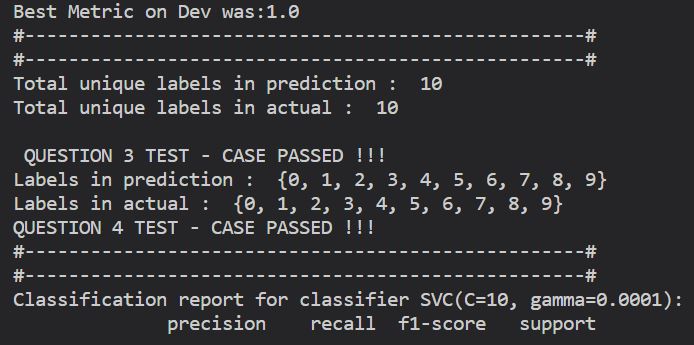 Best Metric on Dev was:1.0
#---------------------------------------------------#
#---------------------------------------------------#
Total unique labels in prediction :  10
Total unique labels in actual :  10
QUESTION 3 TEST - CASE PASSED !!!
Labels in prediction :  {0, 1, 2, 3, 4, 5, 6, 7, 8, 9}
Labels in actual :  {0, 1, 2, 3, 4, 5, 6, 7, 8, 9}
QUESTION 4 TEST - CASE PASSED !!!
#---------------------------------------------------#
#---------------------------------------------------#
Classification report for classifier SVC(C=10, gamma=0.0001):
precision    recall  f1-score   support